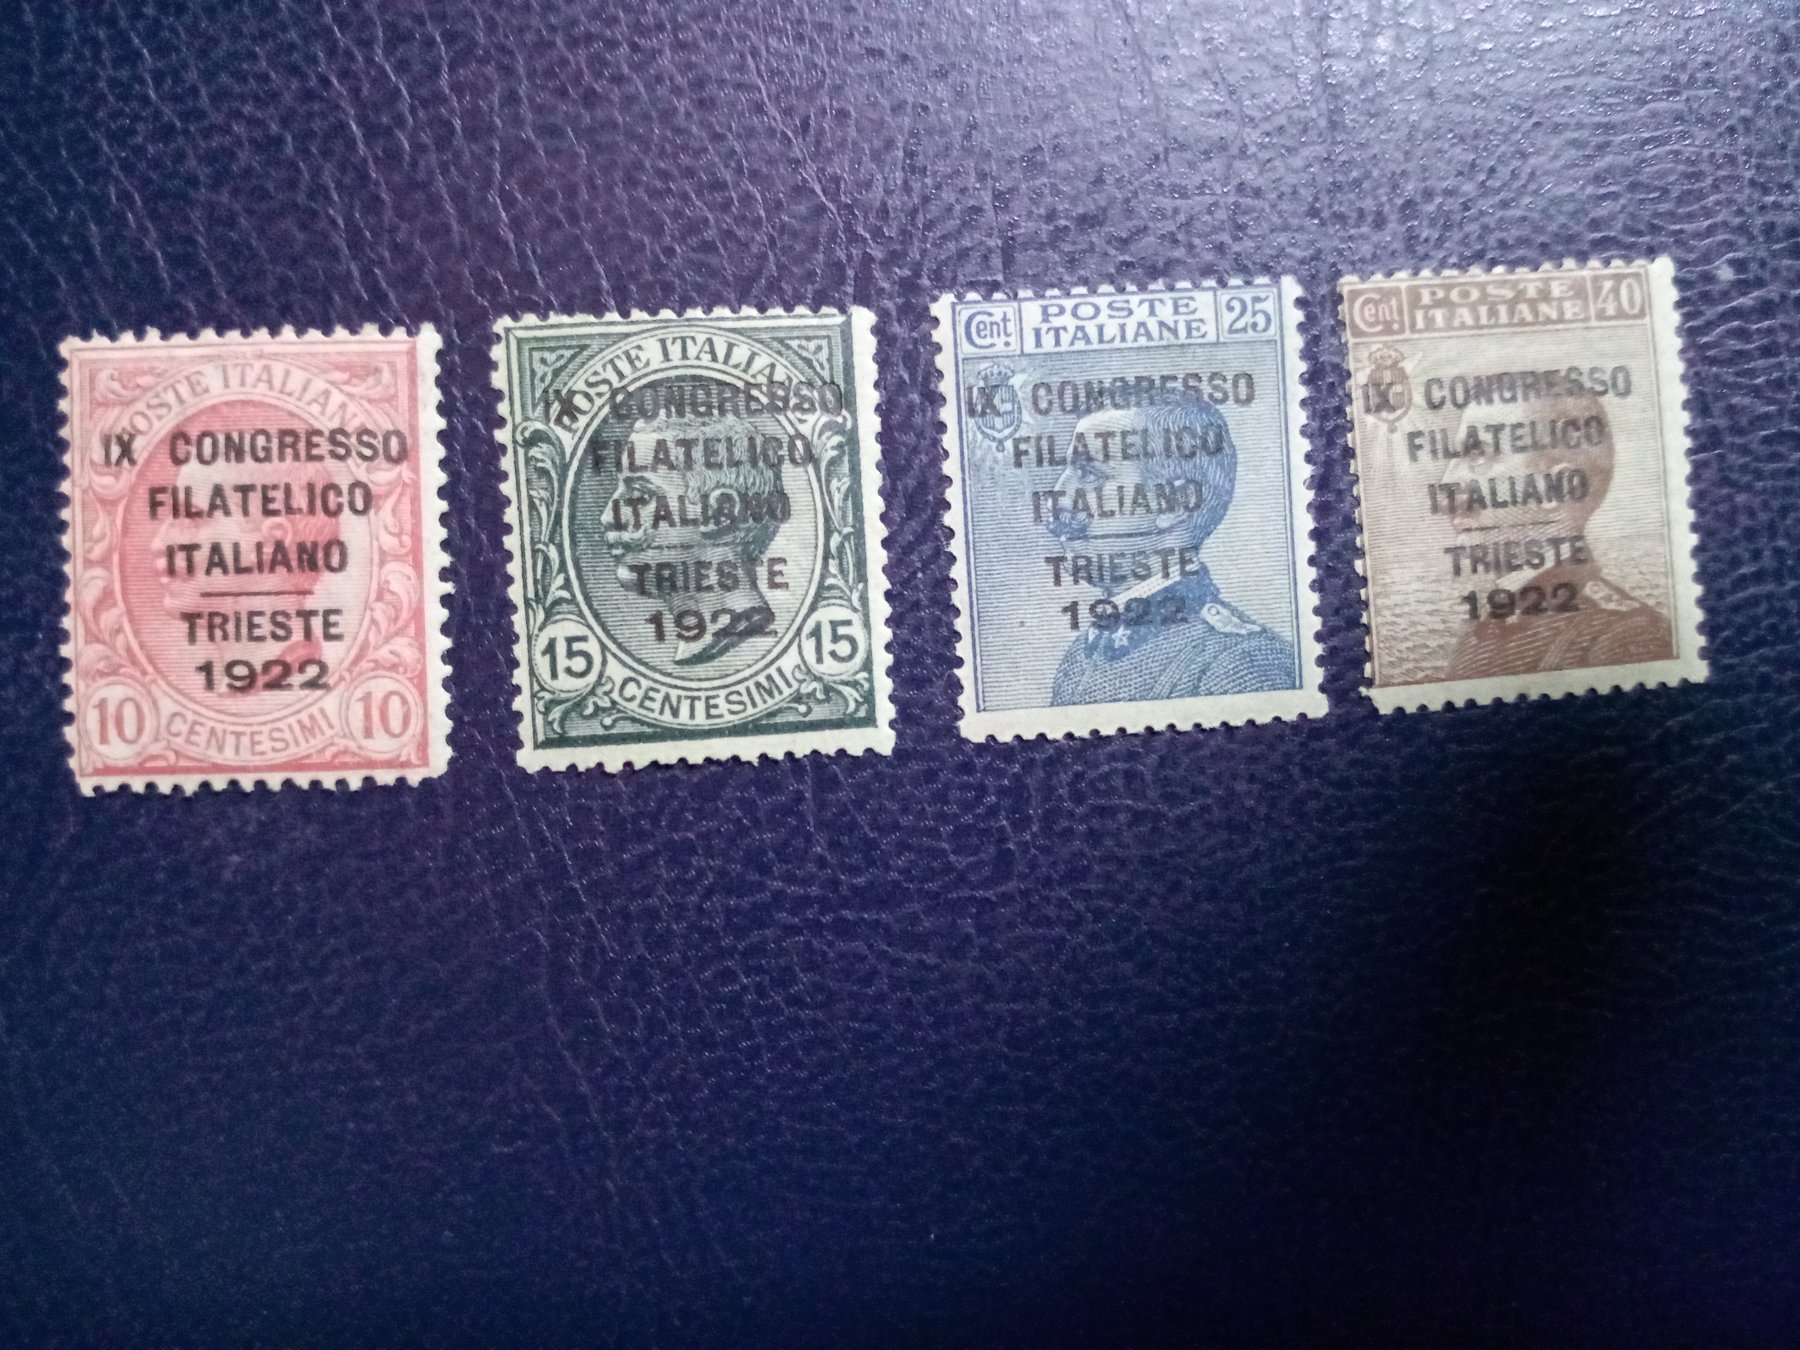 POSTE ITALIANE
IX CONGRESSO
FILATELICO
ITALIANO
TRIESTE
1922
10 CENTESIMI 10
POSTE ITALIANE
IX CONGRESSO
FILATELICO
ITALIANO
TRIESTE
1922
15 CENTESIMI 15
Cent. POSTE ITALIANE 25
IX CONGRESSO
FILATELICO
ITALIANO
TRIESTE
1922
Cent. POSTE ITALIANE 40
IX CONGRESSO
FILATELICO
ITALIANO
TRIESTE
1922